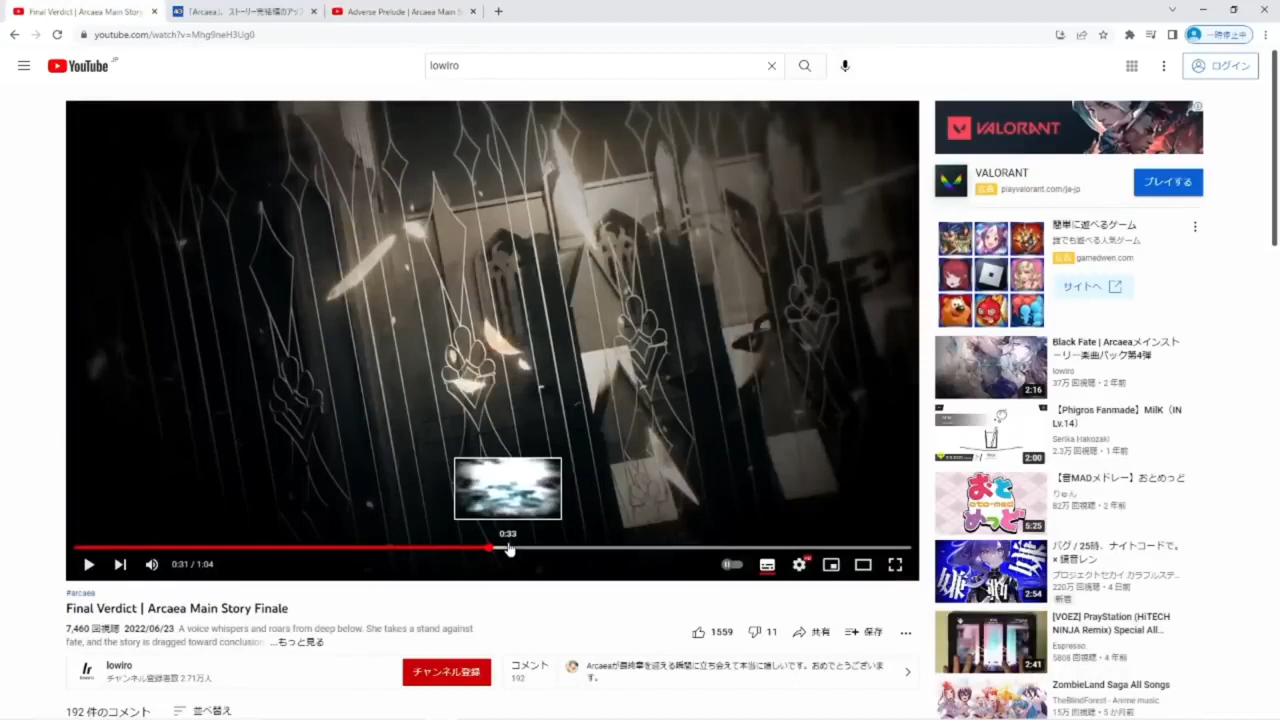 Final Verdict | Arcaea Main Story
「Arcaea」、ストーリー完結編のアップ
Adverse Prelude | Arcaea Main S
youtube.com/watch?v=Mhg9neH3Ug0
一時停止中
YouTube JP
lowiro
ログイン
VALORANT
VALORANT
広告 playvalorant.com/ja-jp
プレイする
簡単に遊べるゲーム
誰でも遊べる人気ゲーム
広告 gamedwen.com
サイトへ
Black Fate | Arcaeaメインスト
ーリー楽曲パック第4弾
lowiro
37万 回視聴・2 年前
2:16
【Phigros Fanmade】MilK（IN
Lv.14）
Serika Hakozaki
2.3万 回視聴・1 年前
2:00
【音MADメドレー】おとめっど
りゅん
82万 回視聴・2 年前
おと
oto-mad
めっど
5:25
バグ / 25時、ナイトコードで。
× 鏡音レン
プロジェクトセカイ カラフルステ...
220万 回視聴・4 日前
新着
2:54
[VOEZ] PrayStation (HiTECH
NINJA Remix) Special All...
Espresso
5808 回視聴・4 年前
2:41
ZombieLand Saga All Songs
TheBlindForest - Anime music
15万 回視聴・5 か月前
0:33
0:31 / 1:04
#arcaea
Final Verdict | Arcaea Main Story Finale
7,460 回視聴 2022/06/23 A voice whispers and roars from deep below. She takes a stand against
fate, and the story is dragged toward conclusion ...もっと見る
1559
11
共有
保存
lowiro
チャンネル登録者数 2.71万人
チャンネル登録
コメント
192
Arcaeaが最終章を迎える瞬間に立ち会えて本当に嬉しいです。おめでとうございま
す。
192 件のコメント
並べ替え